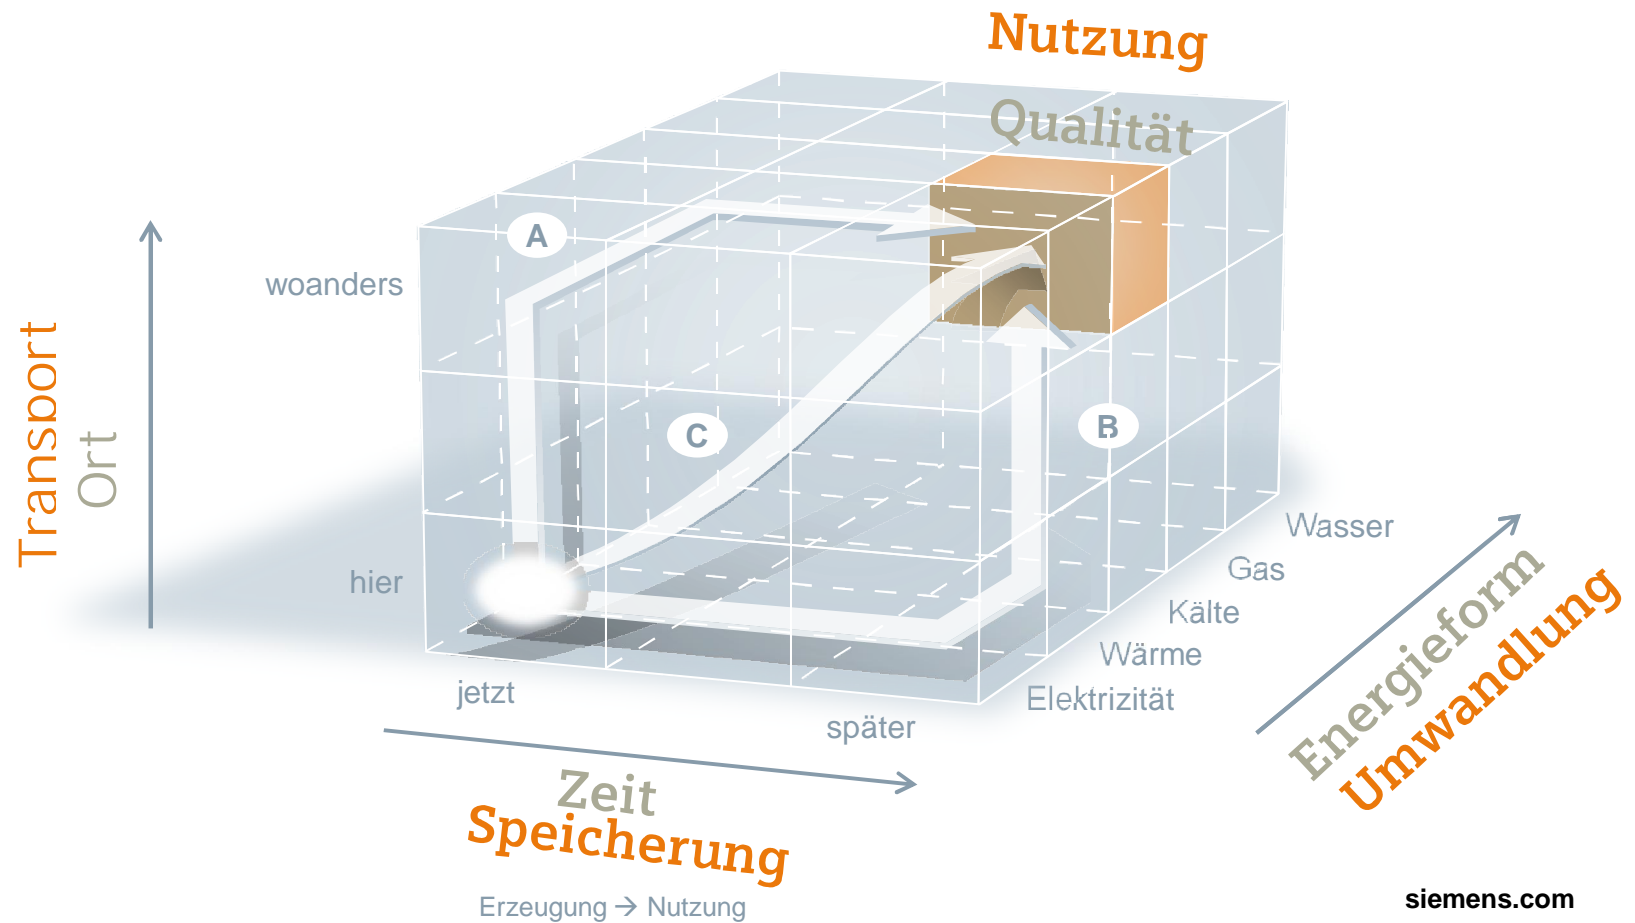 Nutzung
Qualität
A
woanders
Transport
Ort
C
B
hier
Wasser
Gas
Kälte
Wärme
Elektrizität
Energieform
Umwandlung
jetzt
später
Zeit
Speicherung
Erzeugung → Nutzung
siemens.com